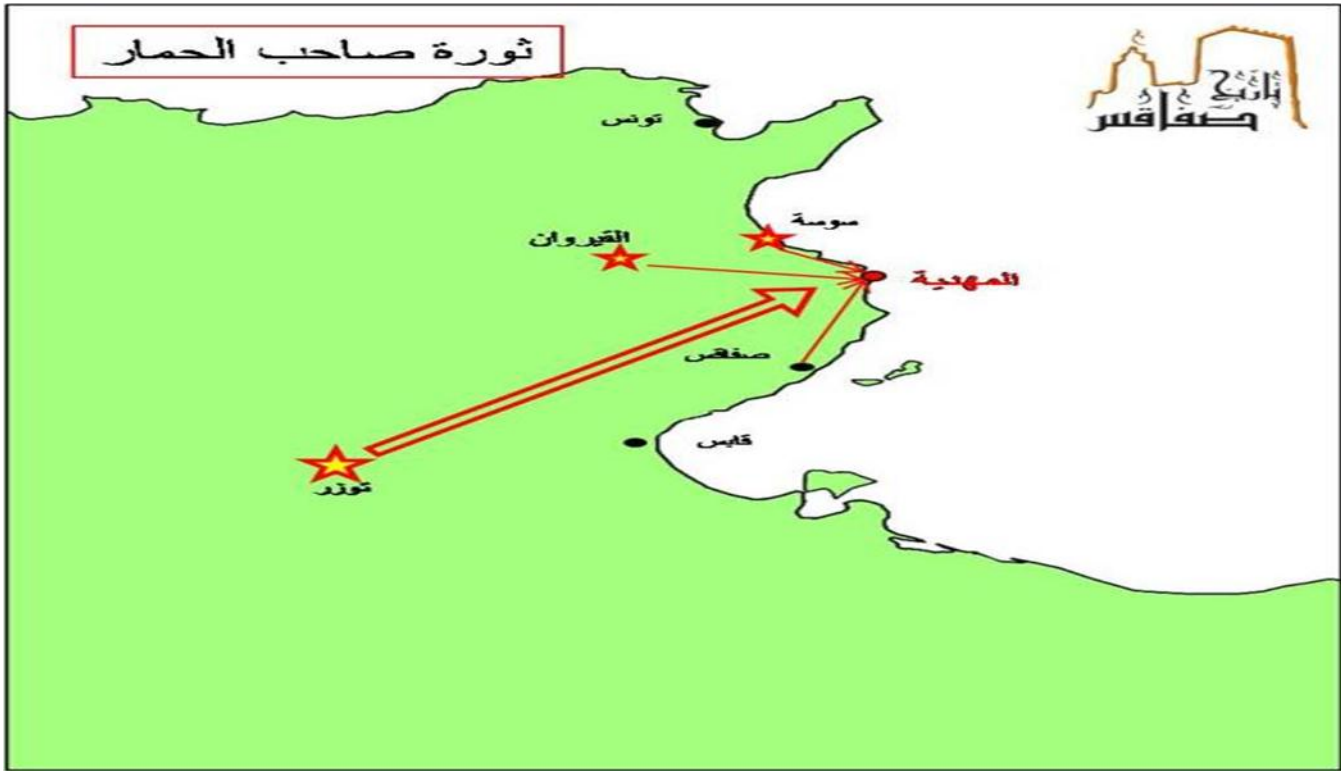 ثورة صاحب الحمار
تاريخ
صفاقس
تونس
سوسة
القيروان
المهدية
صفاقس
قابس
توزر